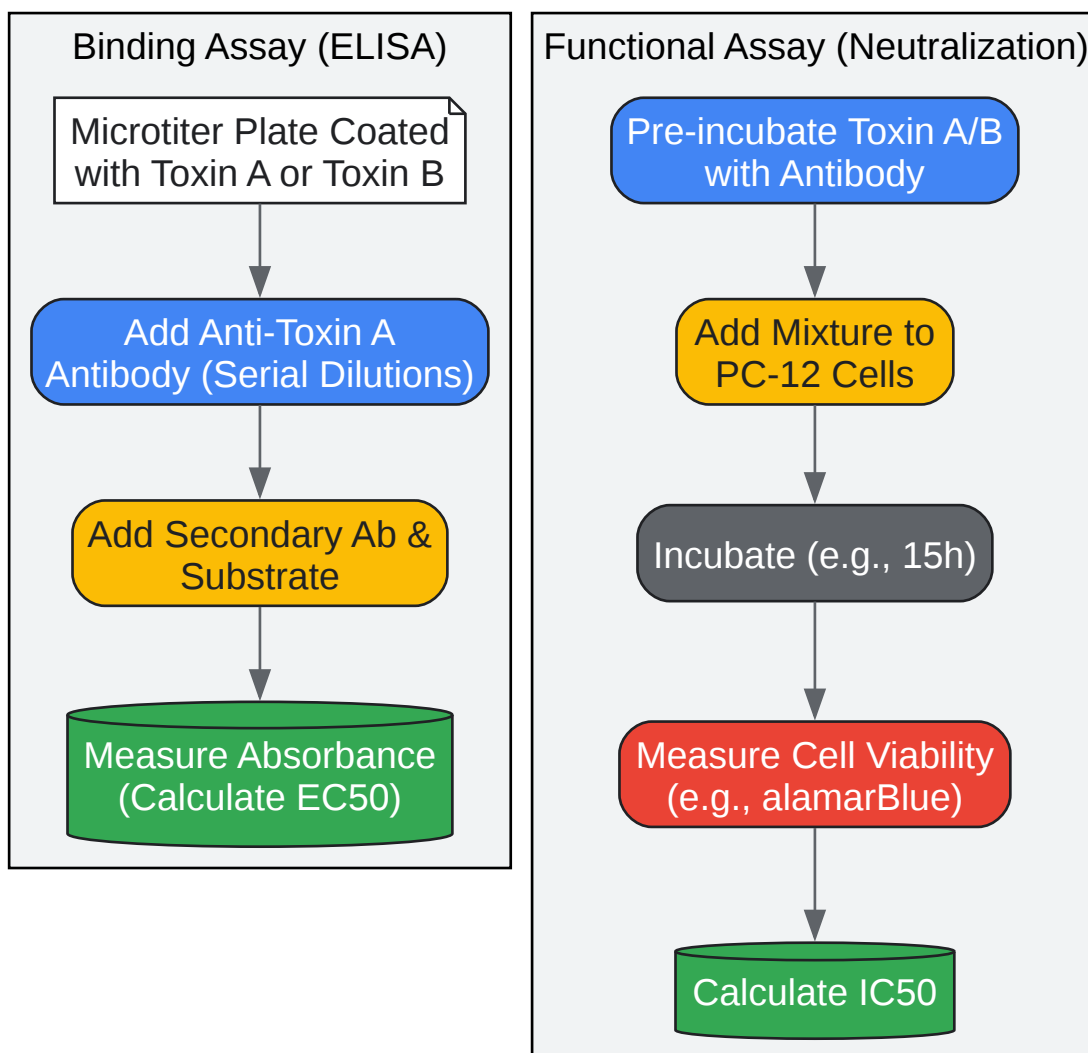 Binding Assay (ELISA)
Microtiter Plate Coated
with Toxin A or Toxin B
Add Anti-Toxin A
Antibody (Serial Dilutions)
Add Secondary Ab &
Substrate
Measure Absorbance
(Calculate EC50)
Functional Assay (Neutralization)
Pre-incubate Toxin A/B
with Antibody
Add Mixture to
PC-12 Cells
Incubate (e.g., 15h)
Measure Cell Viability
(e.g., alamarBlue)
Calculate IC50